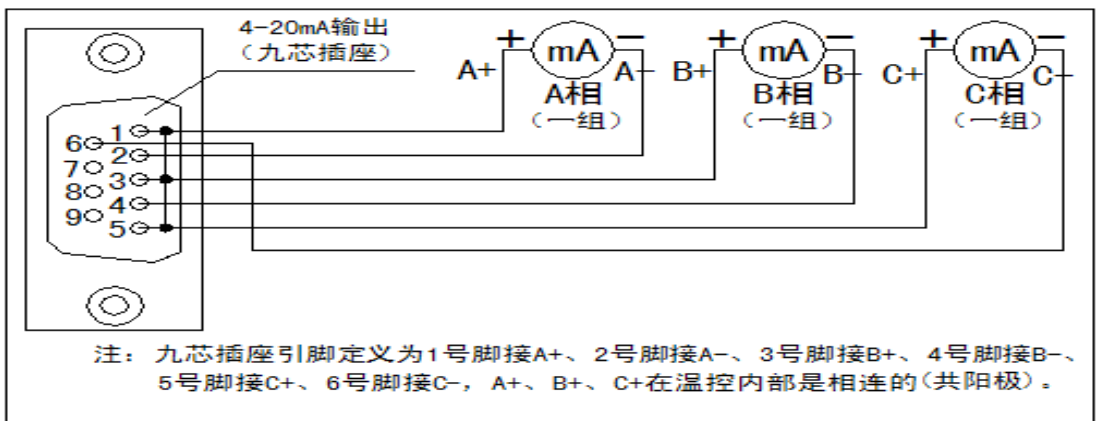 4-20mA输出
（九芯插座）
+ mA −
A+ A−
A相
（一组）
+ mA −
B+ B−
B相
（一组）
+ mA −
C+ C−
C相
（一组）
1
6
2
7
3
8
4
9
5
注：九芯插座引脚定义为1号脚接A+、2号脚接A-、3号脚接B+、4号脚接B-、
5号脚接C+、6号脚接C-，A+、B+、C+在温控内部是相连的(共阳极)。